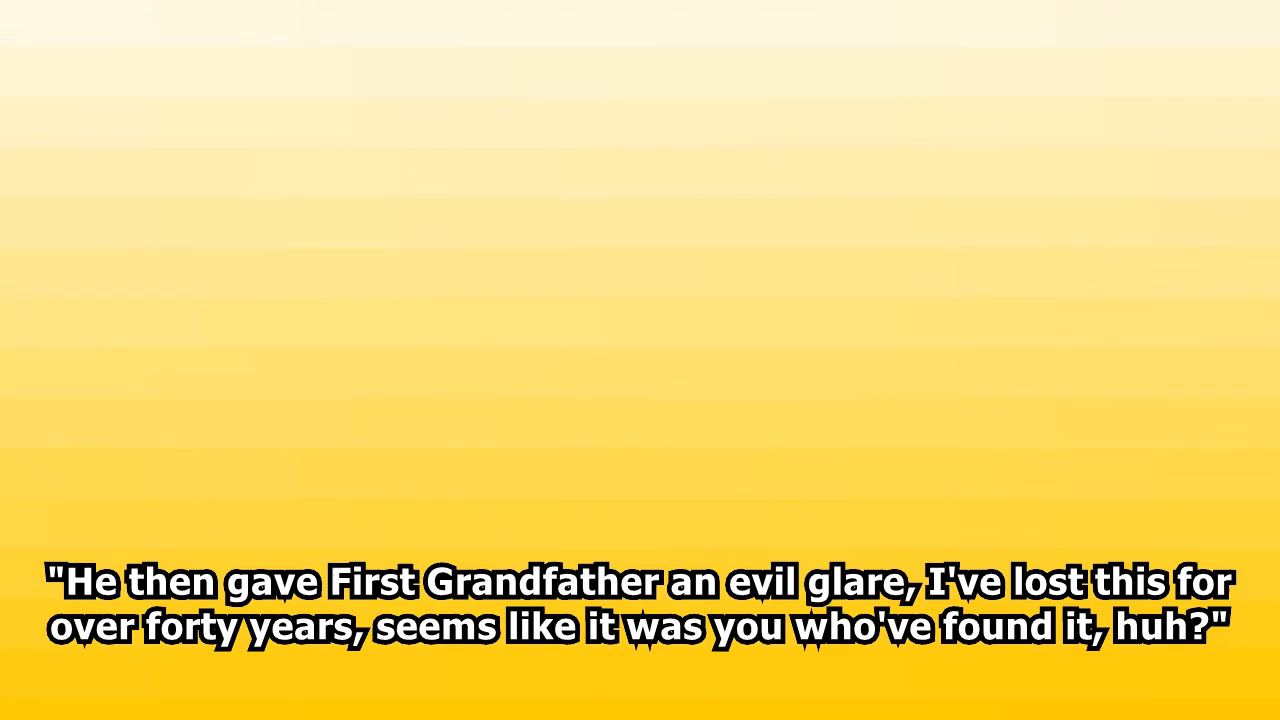 "He then gave First Grandfather an evil glare, I've lost this for
over forty years, seems like it was you who've found it, huh?"